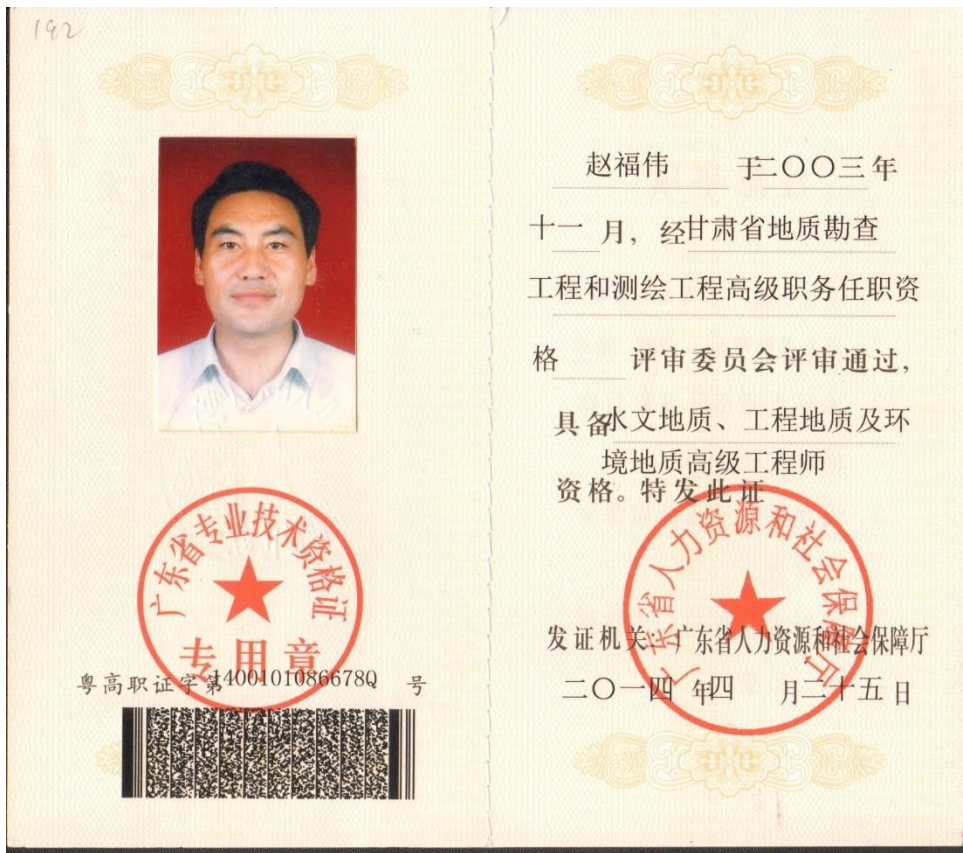 192
广东省专业技术资格证
专用章
粤高职证字第1400101086678Q 号
赵福伟 于二〇〇三年
十一 月，经甘肃省地质勘查
工程和测绘工程高级职务任职资
格 评审委员会评审通过，
具备水文地质、工程地质及环
境地质高级工程师
资格。特发此证
广东省人力资源和社会保障厅
发证机关：广东省人力资源和社会保障厅
二〇一四 年四 月二十五日